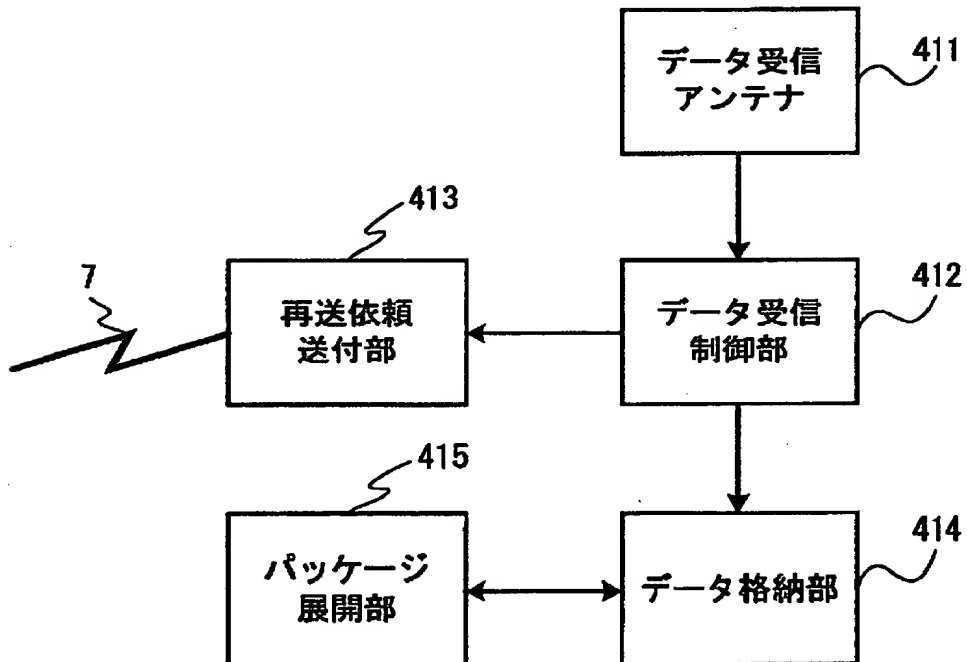 データ受信
アンテナ
411
413
7
再送依頼
送付部
データ受信
制御部
412
415
パッケージ
展開部
データ格納部
414